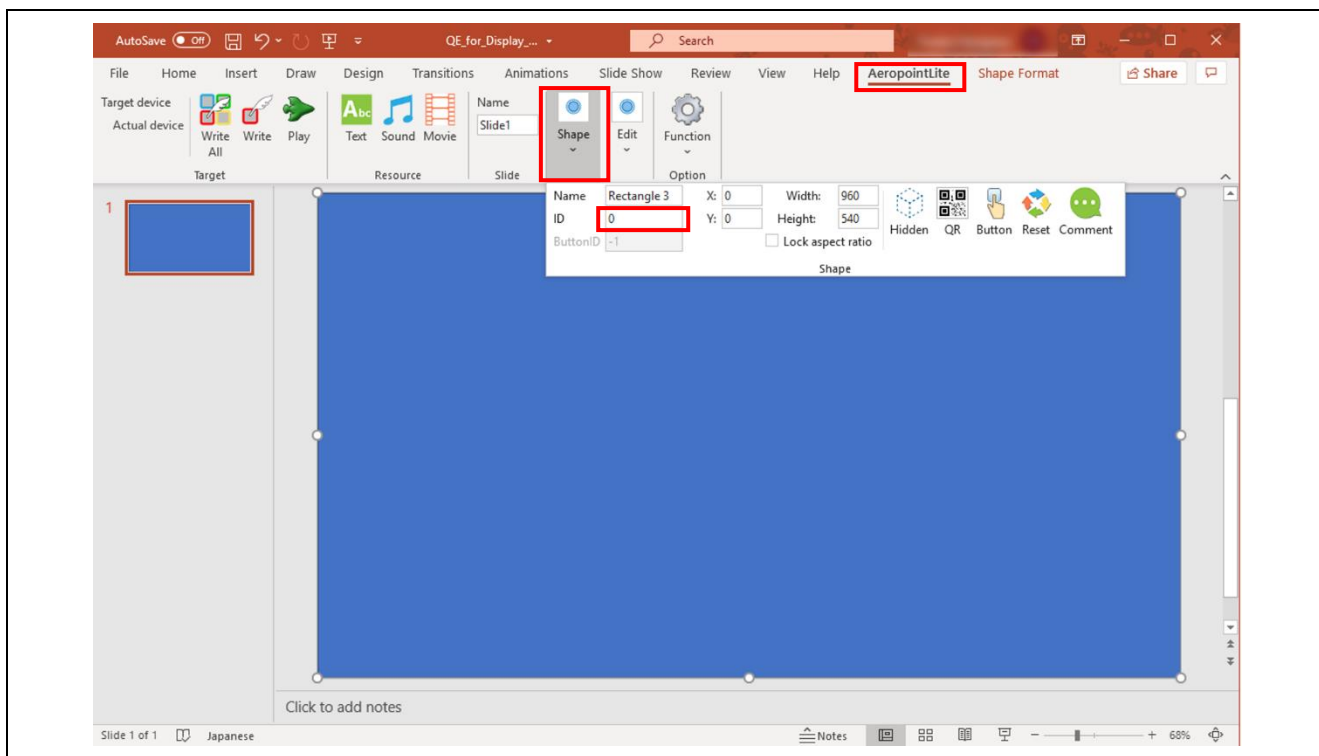 AutoSave Off QE_for_Display_... Search
File Home Insert Draw Design Transitions Animations Slide Show Review View Help AeropointLite Shape Format Share
Target device
Actual device
Write All Write Play
Target
Abc
Text Sound Movie
Resource
Name
Slide1
Slide
Shape
Edit
Function
Option
Name Rectangle 3 X: 0 Width: 960
ID 0 Y: 0 Height: 540
ButtonID -1 Lock aspect ratio
Hidden QR Button Reset Comment
Shape
1
Click to add notes
Slide 1 of 1 Japanese Notes 68%